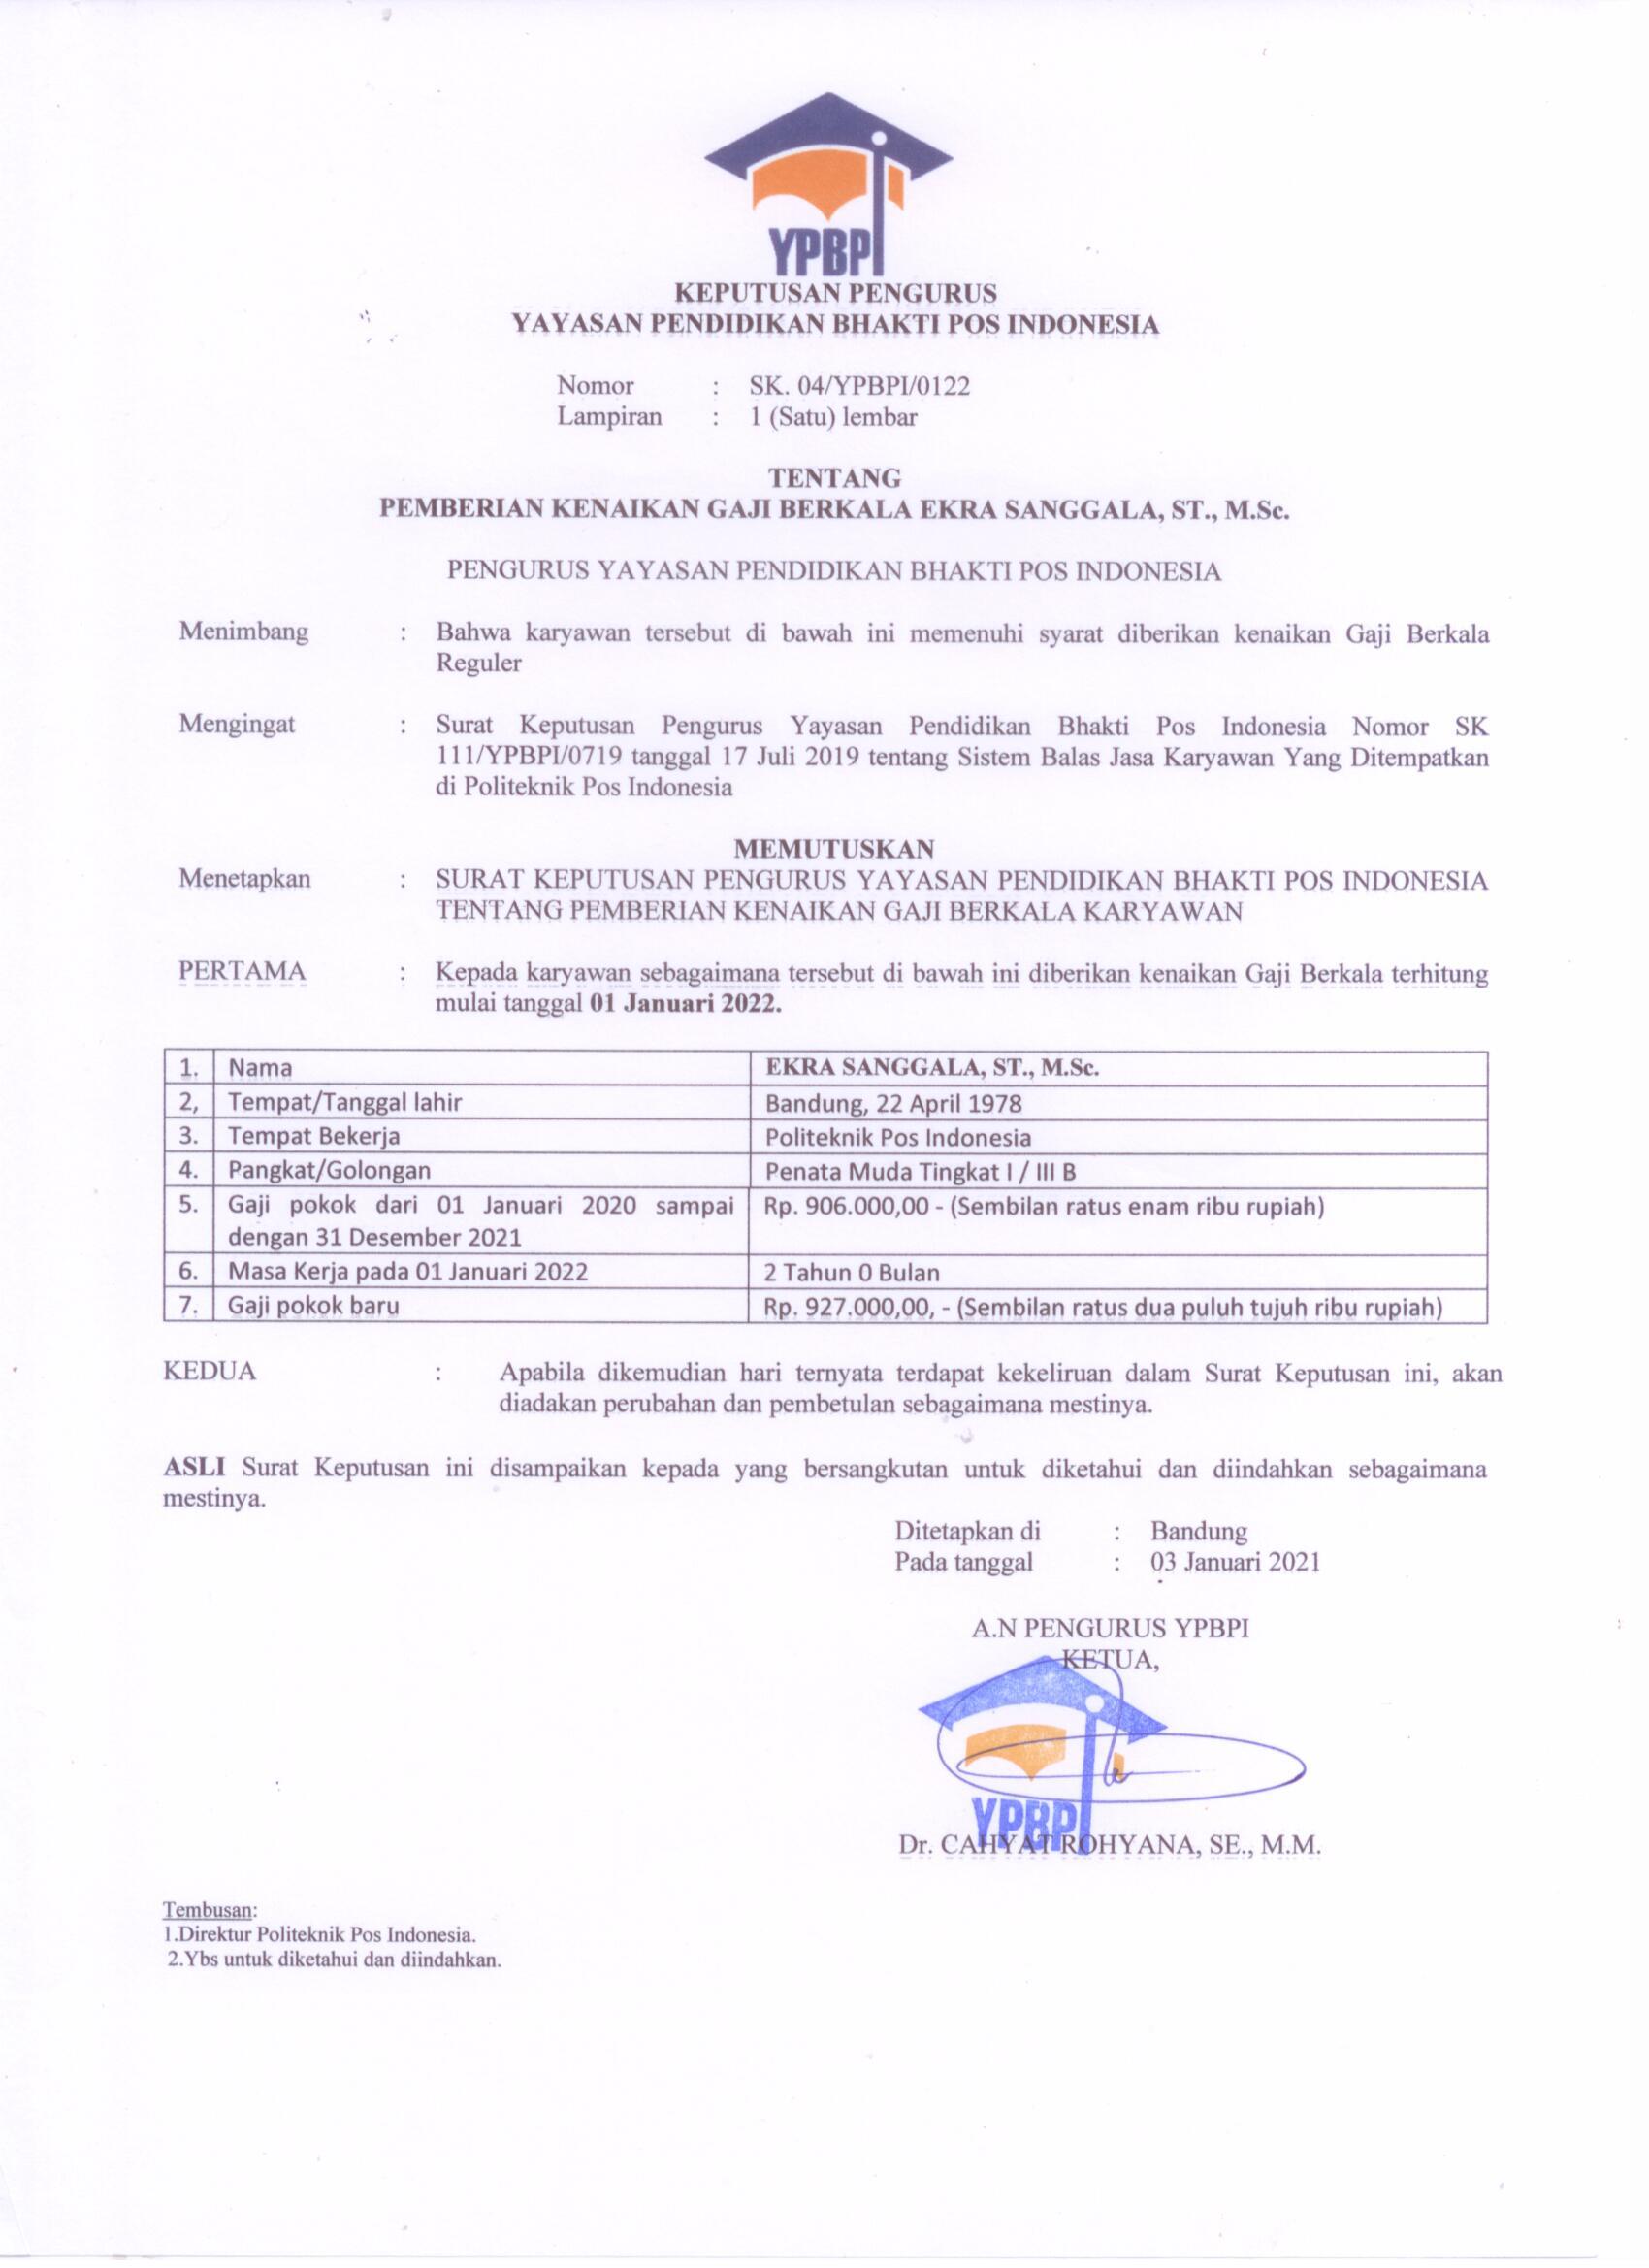 YPBPI
KEPUTUSAN PENGURUS
YAYASAN PENDIDIKAN BHAKTI POS INDONESIA
Nomor : SK. 04/YPBPI/0122
Lampiran : 1 (Satu) lembar
TENTANG
PEMBERIAN KENAIKAN GAJI BERKALA EKRA SANGGALA, ST., M.Sc.
PENGURUS YAYASAN PENDIDIKAN BHAKTI POS INDONESIA
Menimbang : Bahwa karyawan tersebut di bawah ini memenuhi syarat diberikan kenaikan Gaji Berkala
Reguler
Mengingat : Surat Keputusan Pengurus Yayasan Pendidikan Bhakti Pos Indonesia Nomor SK
111/YPBPI/0719 tanggal 17 Juli 2019 tentang Sistem Balas Jasa Karyawan Yang Ditempatkan
di Politeknik Pos Indonesia
MEMUTUSKAN
Menetapkan : SURAT KEPUTUSAN PENGURUS YAYASAN PENDIDIKAN BHAKTI POS INDONESIA
TENTANG PEMBERIAN KENAIKAN GAJI BERKALA KARYAWAN
PERTAMA : Kepada karyawan sebagaimana tersebut di bawah ini diberikan kenaikan Gaji Berkala terhitung
mulai tanggal 01 Januari 2022.
1. Nama EKRA SANGGALA, ST., M.Sc.
2, Tempat/Tanggal lahir Bandung, 22 April 1978
3. Tempat Bekerja Politeknik Pos Indonesia
4. Pangkat/Golongan Penata Muda Tingkat I / III B
5. Gaji pokok dari 01 Januari 2020 sampai Rp. 906.000,00 - (Sembilan ratus enam ribu rupiah)
dengan 31 Desember 2021
6. Masa Kerja pada 01 Januari 2022 2 Tahun 0 Bulan
7. Gaji pokok baru Rp. 927.000,00, - (Sembilan ratus dua puluh tujuh ribu rupiah)
KEDUA : Apabila dikemudian hari ternyata terdapat kekeliruan dalam Surat Keputusan ini, akan
diadakan perubahan dan pembetulan sebagaimana mestinya.
ASLI Surat Keputusan ini disampaikan kepada yang bersangkutan untuk diketahui dan diindahkan sebagaimana
mestinya.
Ditetapkan di : Bandung
Pada tanggal : 03 Januari 2021
A.N PENGURUS YPBPI
KETUA,
YPBPI
Dr. CAHYAT ROHYANA, SE., M.M.
Tembusan:
1.Direktur Politeknik Pos Indonesia.
2.Ybs untuk diketahui dan diindahkan.